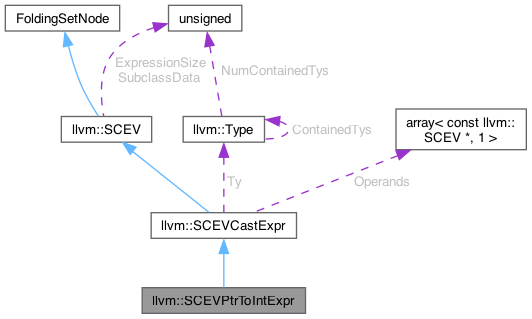 FoldingSetNode
unsigned
ExpressionSize
SubclassData
NumContainedTys
llvm::SCEV
llvm::Type
ContainedTys
array< const llvm::
SCEV *, 1 >
Ty
Operands
llvm::SCEVCastExpr
llvm::SCEVPtrToIntExpr